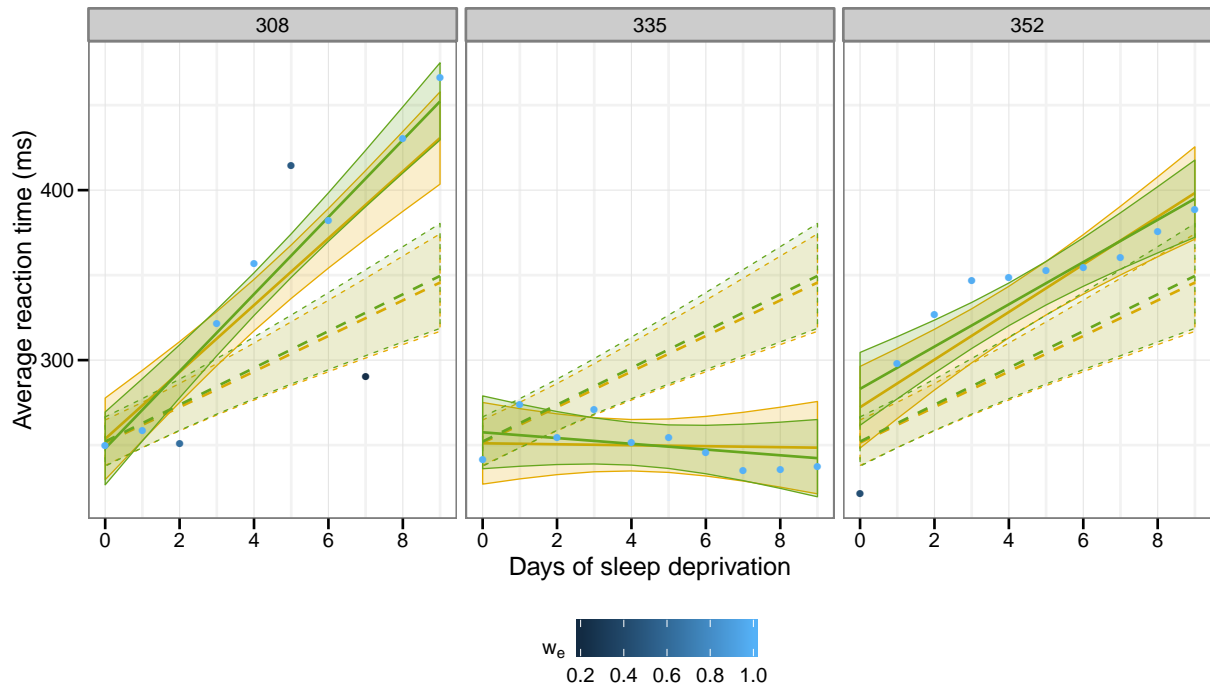 308 335 352
Average reaction time (ms)
400
300
0 2 4 6 8 0 2 4 6 8 0 2 4 6 8
Days of sleep deprivation
w_e
0.2 0.4 0.6 0.8 1.0